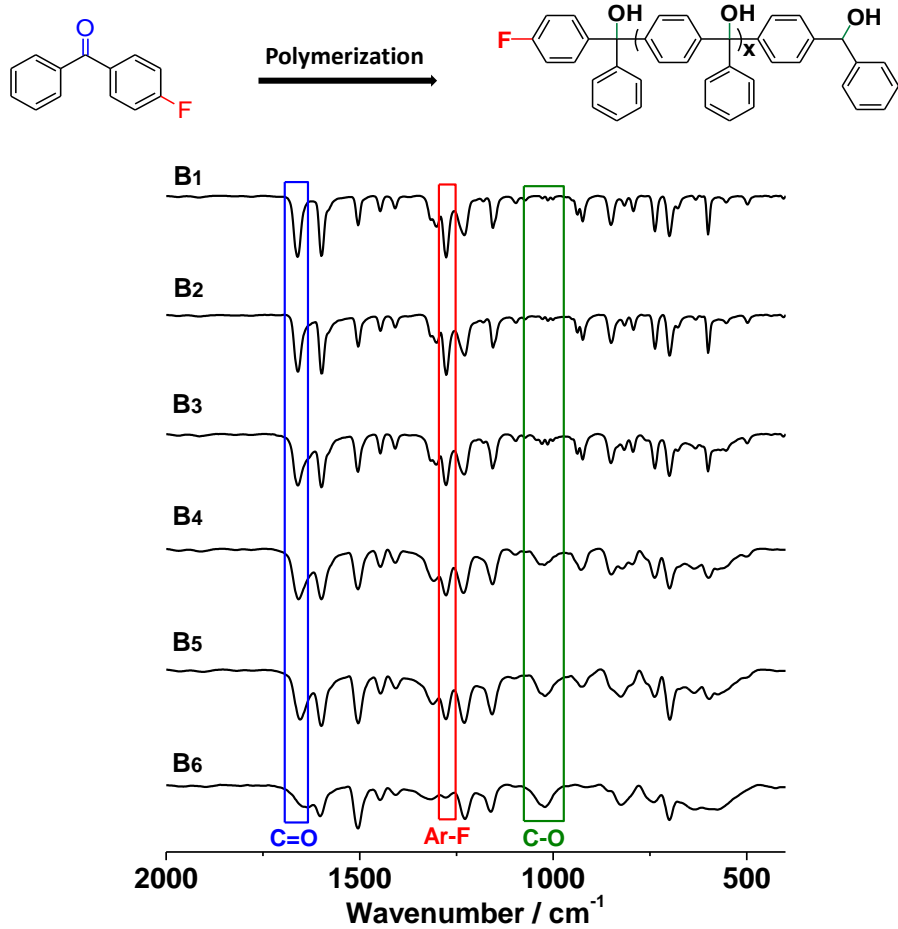 OH OH OH
O
Polymerization
F
x
F
B1
B2
B3
B4
B5
B6
C=O Ar-F C-O
2000 1500 1000 500
Wavenumber / cm-1